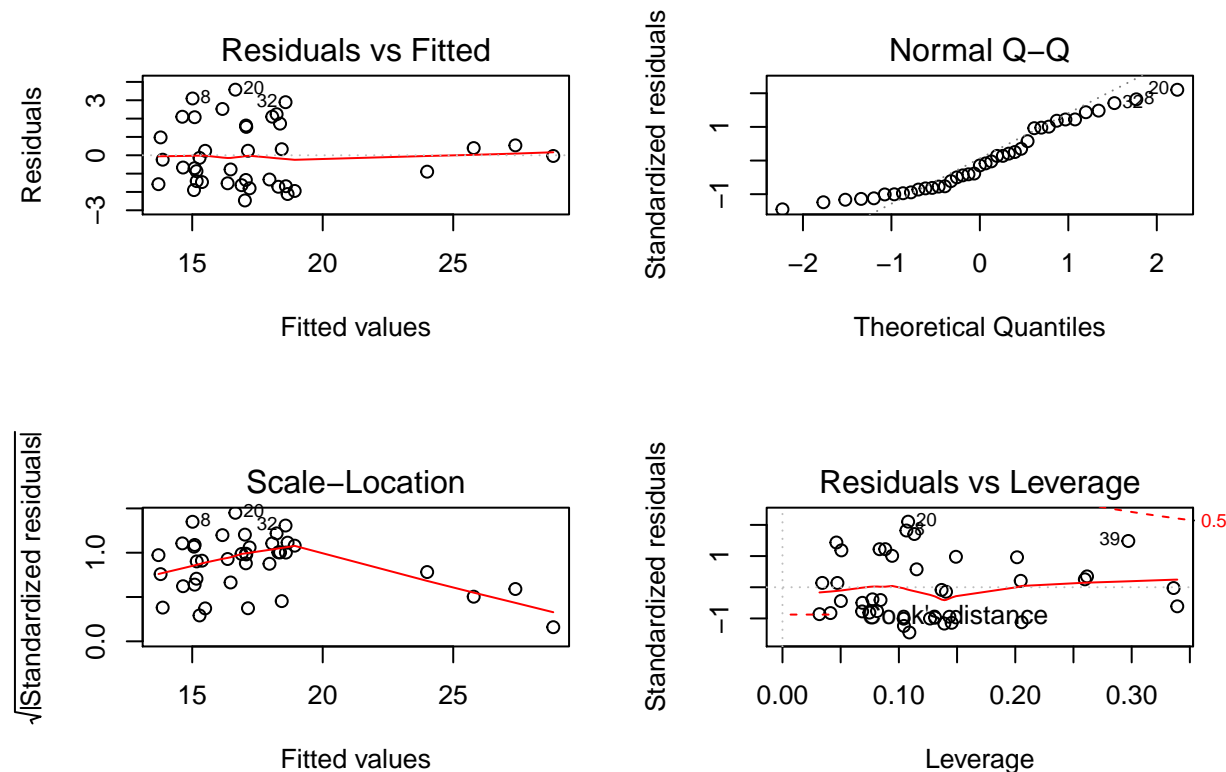 Residuals vs Fitted
Residuals
3
0
−3
8
20
32
15
20
25
Fitted values
Normal Q−Q
Standardized residuals
1
−1
20
8
32
−2
−1
0
1
2
Theoretical Quantiles
Scale−Location
√|Standardized residuals|
1.0
0.0
8
20
32
15
20
25
Fitted values
Residuals vs Leverage
Standardized residuals
1
−1
20
8
39
0.5
Cook's distance
0.00
0.10
0.20
0.30
Leverage